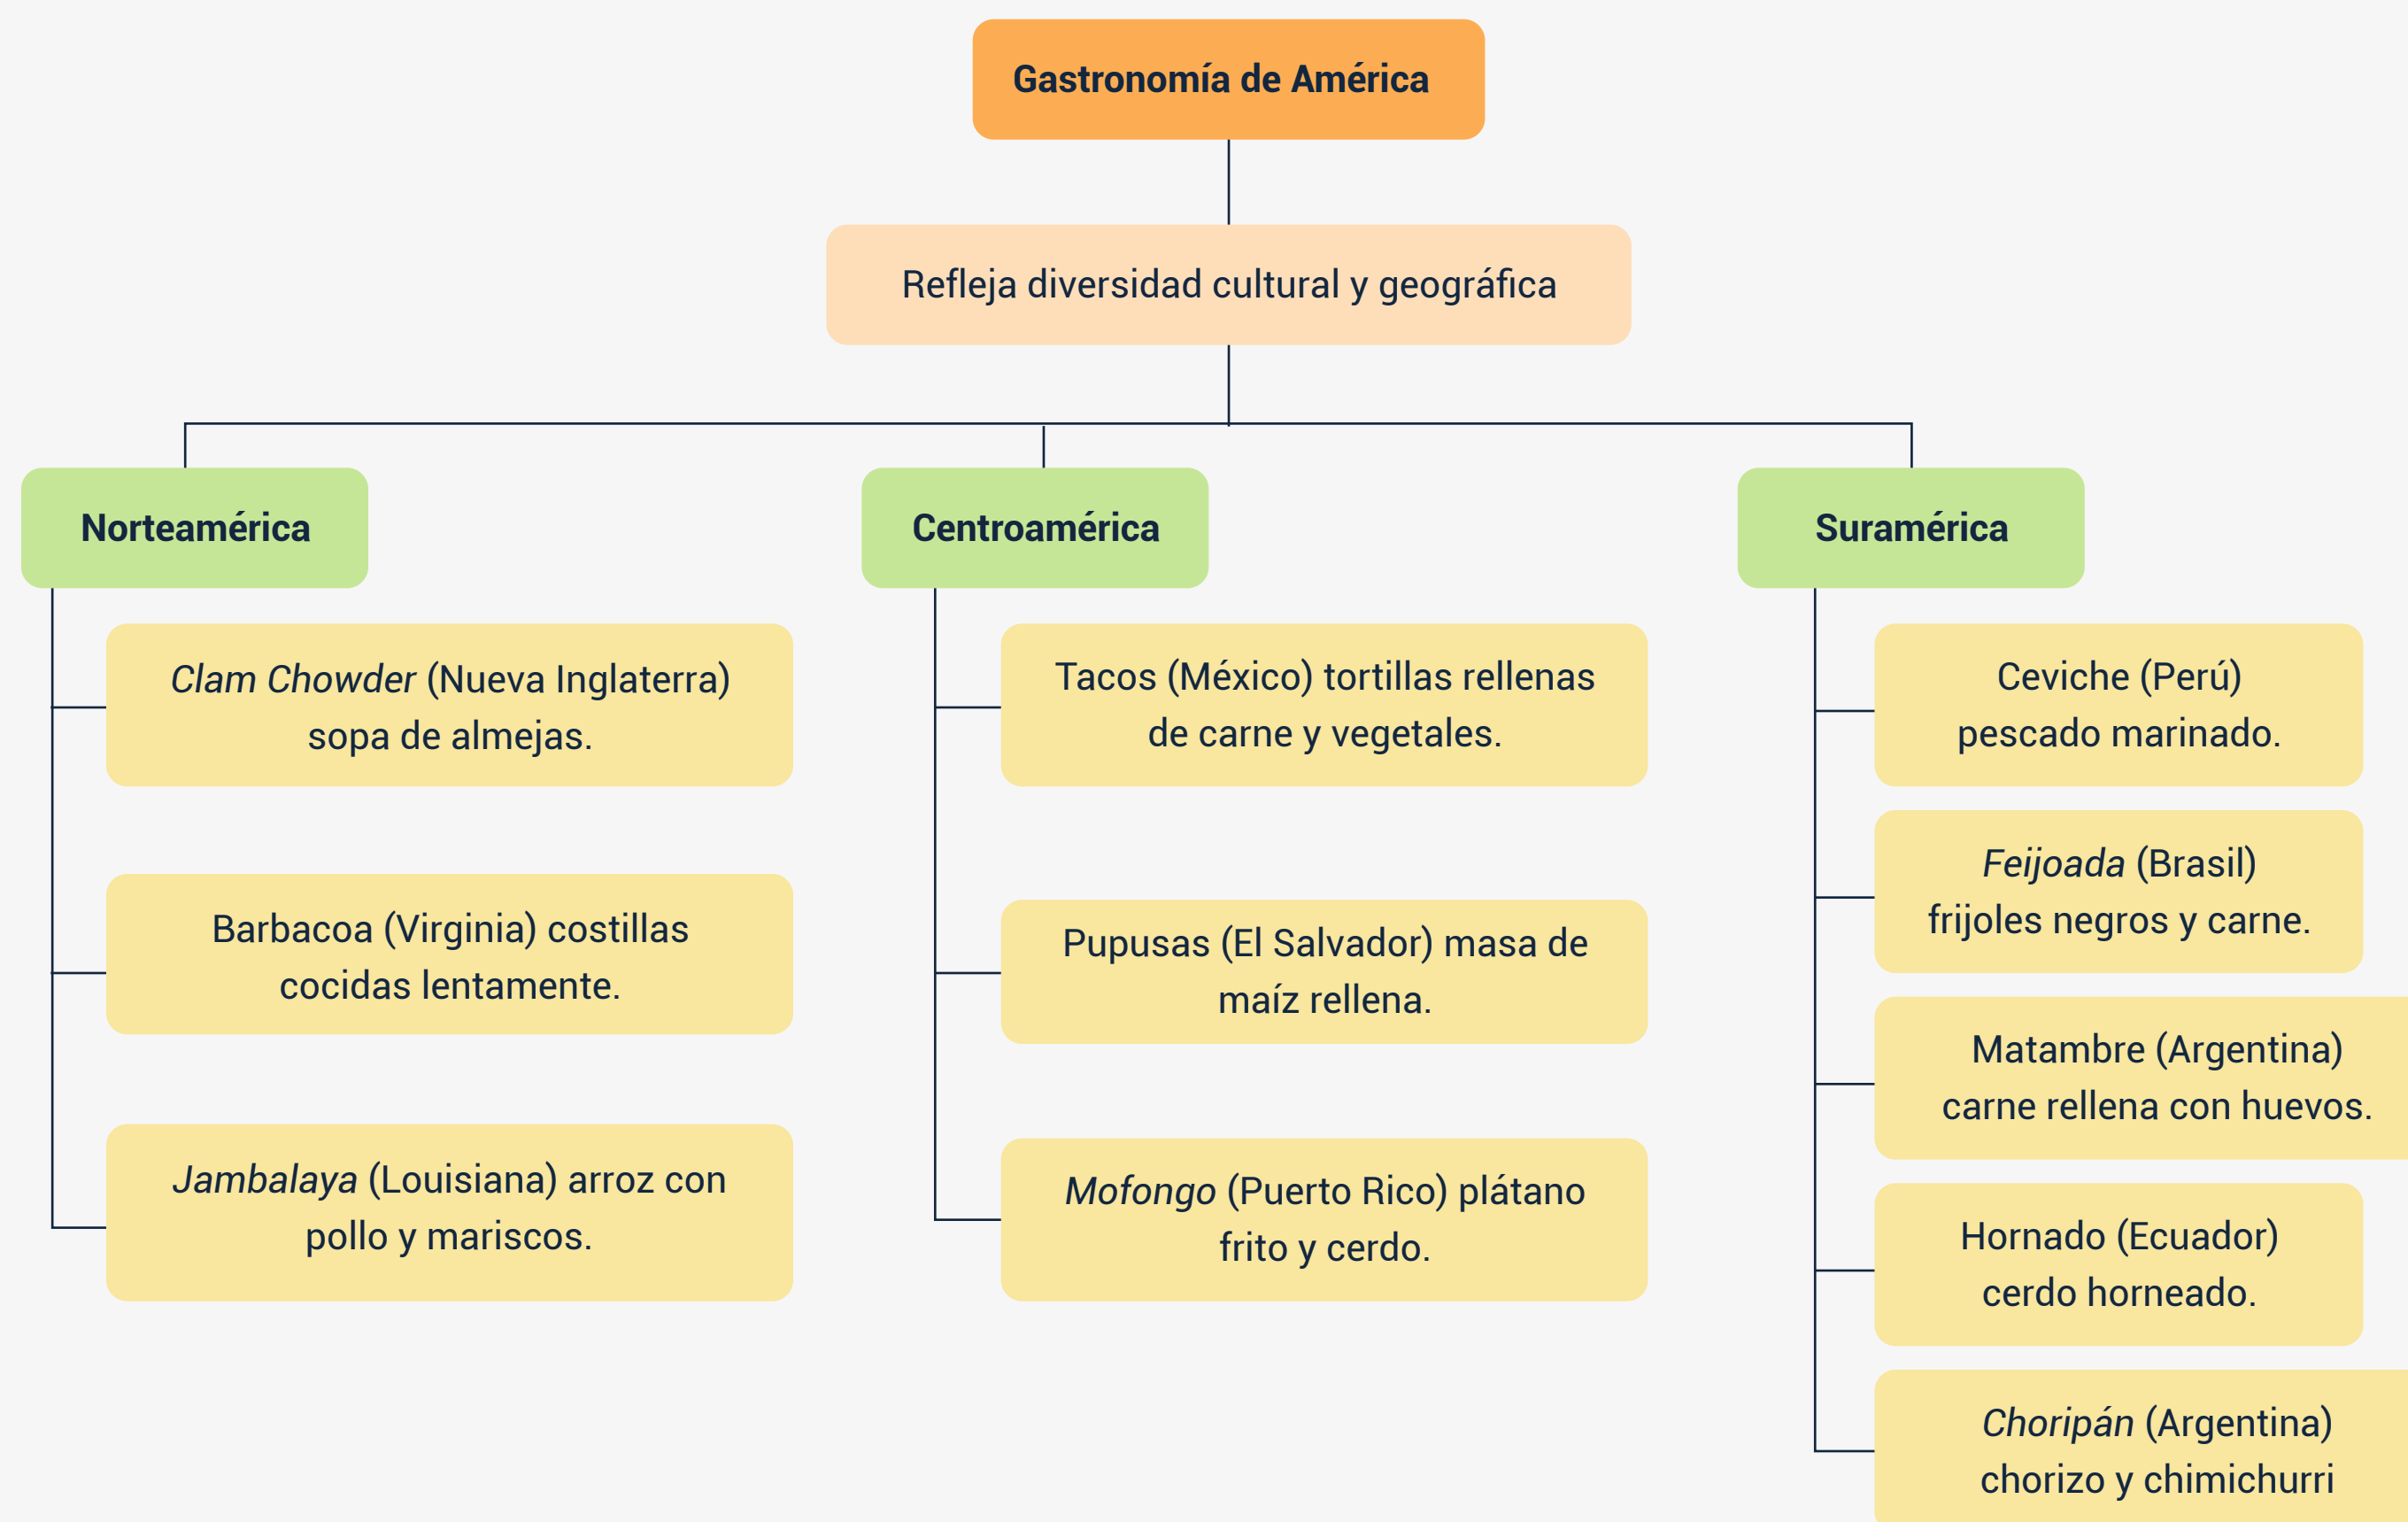 Gastronomía de América
Refleja diversidad cultural y geográfica
Norteamérica
Clam Chowder (Nueva Inglaterra)
sopa de almejas.
Barbacoa (Virginia) costillas
cocidas lentamente.
Jambalaya (Louisiana) arroz con
pollo y mariscos.
Centroamérica
Tacos (México) tortillas rellenas
de carne y vegetales.
Pupusas (El Salvador) masa de
maíz rellena.
Mofongo (Puerto Rico) plátano
frito y cerdo.
Suramérica
Ceviche (Perú)
pescado marinado.
Feijoada (Brasil)
frijoles negros y carne.
Matambre (Argentina)
carne rellena con huevos.
Hornado (Ecuador)
cerdo horneado.
Choripán (Argentina)
chorizo y chimichurri